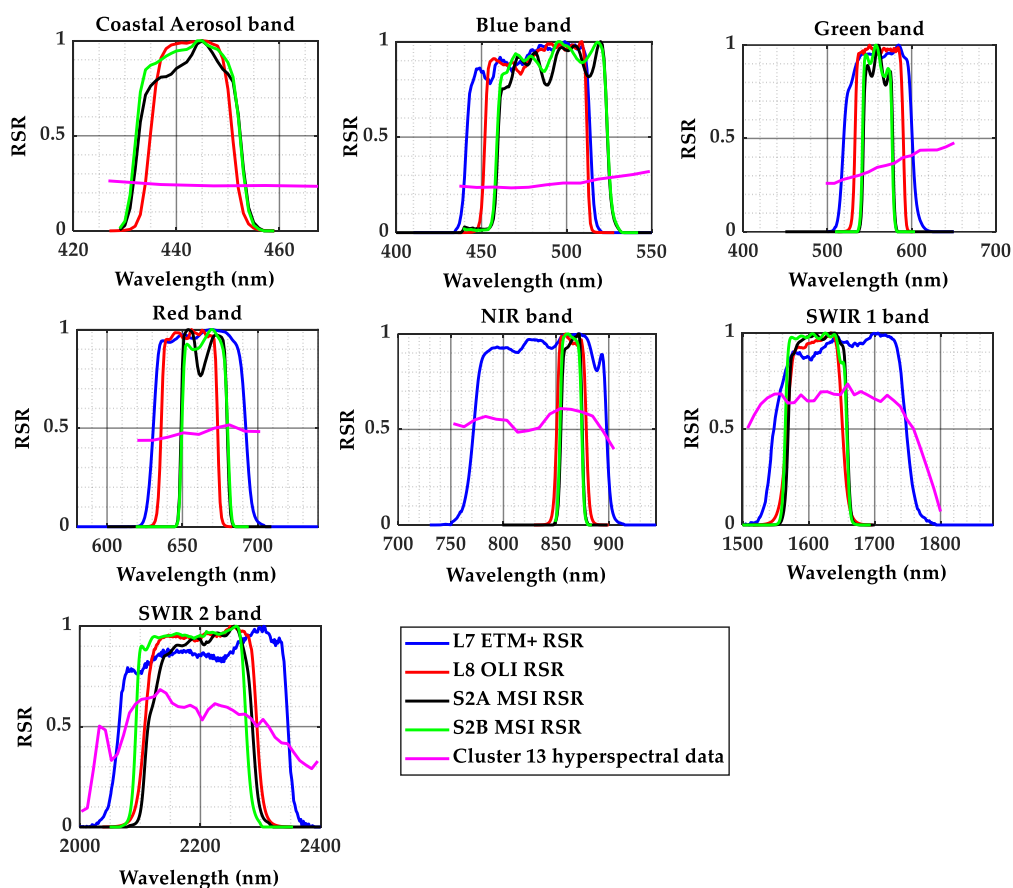 Coastal Aerosol band
1
0.5
0
RSR
420
440
460
Wavelength (nm)
Blue band
1
0.5
0
RSR
400
450
500
550
Wavelength (nm)
Green band
1
0.5
0
RSR
400
500
600
700
Wavelength (nm)
Red band
1
0.5
0
RSR
600
650
700
Wavelength (nm)
NIR band
1
0.5
0
RSR
700
750
800
850
900
Wavelength (nm)
SWIR 1 band
1
0.5
0
RSR
1500
1600
1700
1800
Wavelength (nm)
SWIR 2 band
1
0.5
0
RSR
2000
2200
2400
Wavelength (nm)
L7 ETM+ RSR
L8 OLI RSR
S2A MSI RSR
S2B MSI RSR
Cluster 13 hyperspectral data